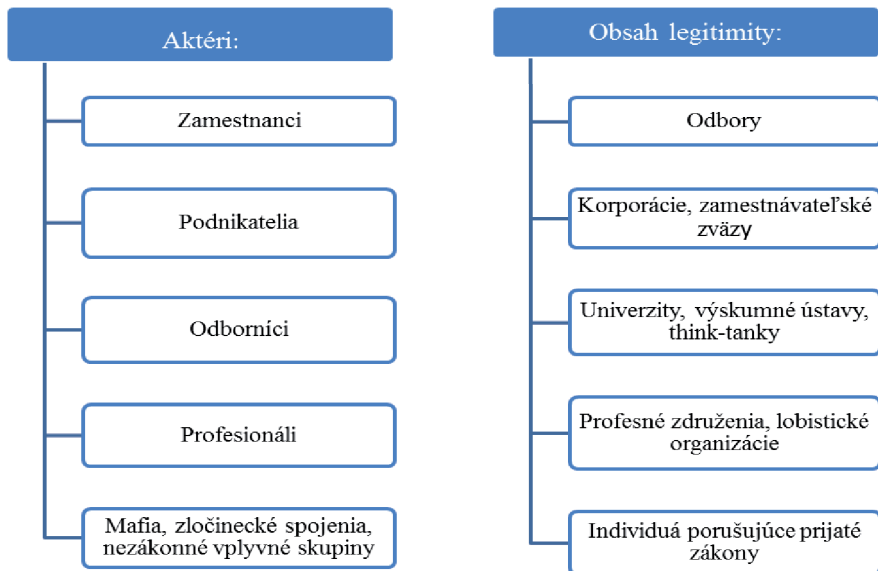 Aktéri:
Zamestnanci
Podnikatelia
Odborníci
Profesionáli
Mafia, zločinecké spojenia,
nezákonné vplyvné skupiny
Obsah legitimity:
Odbory
Korporácie, zamestnávateľské
zväzy
Univerzity, výskumné ústavy,
think-tanky
Profesné združenia, lobistické
organizácie
Individuá porušujúce prijaté
zákony